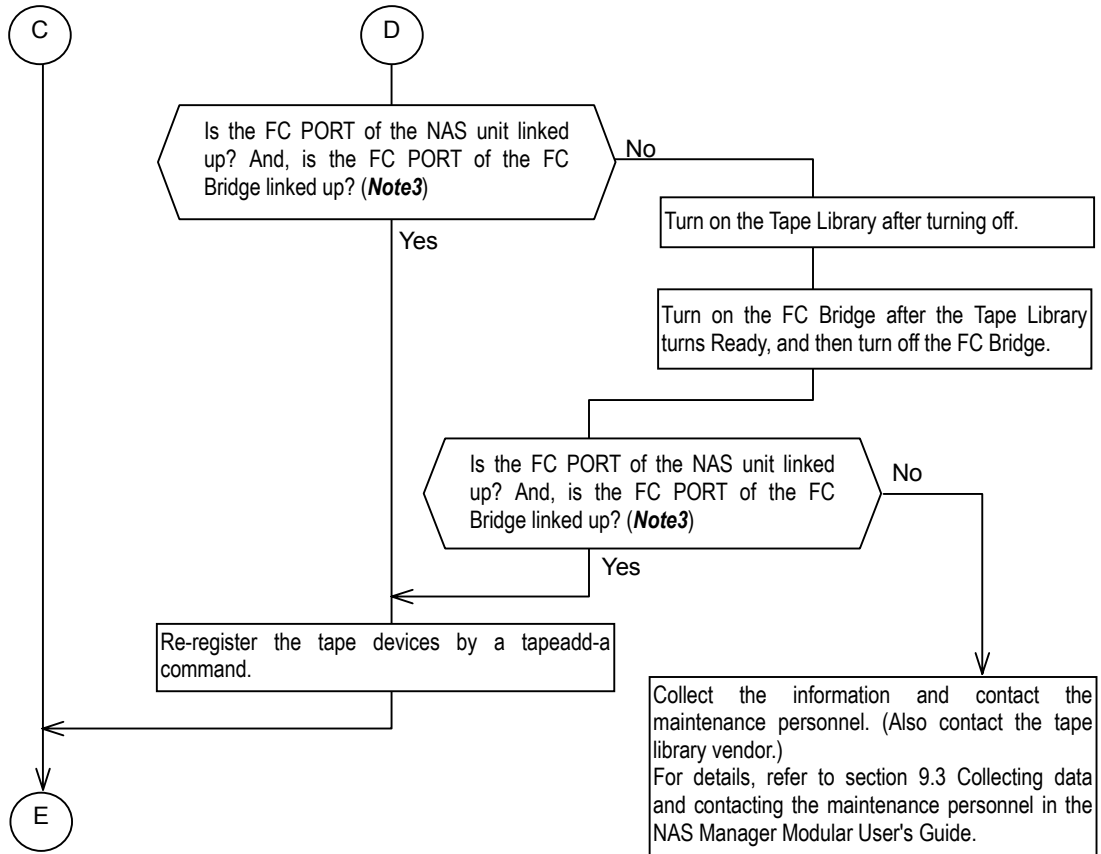 C
D
Is the FC PORT of the NAS unit linked
up? And, is the FC PORT of the FC
Bridge linked up? (Note3)
No
Yes
Turn on the Tape Library after turning off.
Turn on the FC Bridge after the Tape Library
turns Ready, and then turn off the FC Bridge.
Is the FC PORT of the NAS unit linked
up? And, is the FC PORT of the FC
Bridge linked up? (Note3)
No
Yes
Re-register the tape devices by a tapeadd-a
command.
Collect the information and contact the
maintenance personnel. (Also contact the tape
library vendor.)
For details, refer to section 9.3 Collecting data
and contacting the maintenance personnel in the
NAS Manager Modular User's Guide.
E